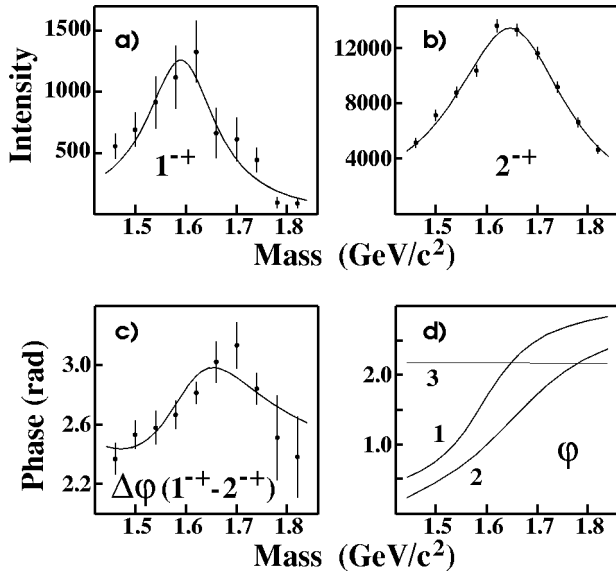 Intensity
1500
1000
500
a)
1⁻⁺
12000
8000
4000
b)
2⁻⁺
1.5 1.6 1.7 1.8
1.5 1.6 1.7 1.8
Mass (GeV/c²)
Phase (rad)
3.0
2.6
2.2
c)
Δφ(1⁻⁺-2⁻⁺)
2.0
1.0
d)
3
1
2
φ
1.5 1.6 1.7 1.8
1.5 1.6 1.7 1.8
Mass (GeV/c²)